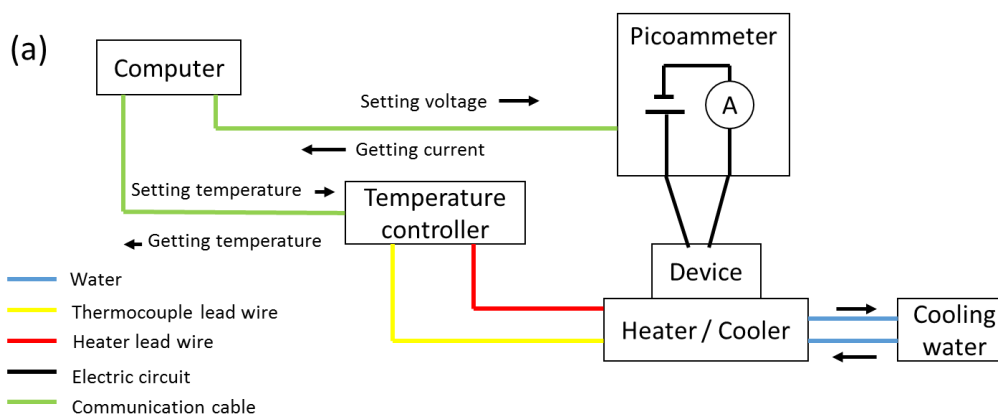 (a)
Computer
Picoammeter
A
Setting voltage
Getting current
Setting temperature
Temperature
controller
Getting temperature
Device
Heater / Cooler
Cooling
water
Water
Thermocouple lead wire
Heater lead wire
Electric circuit
Communication cable